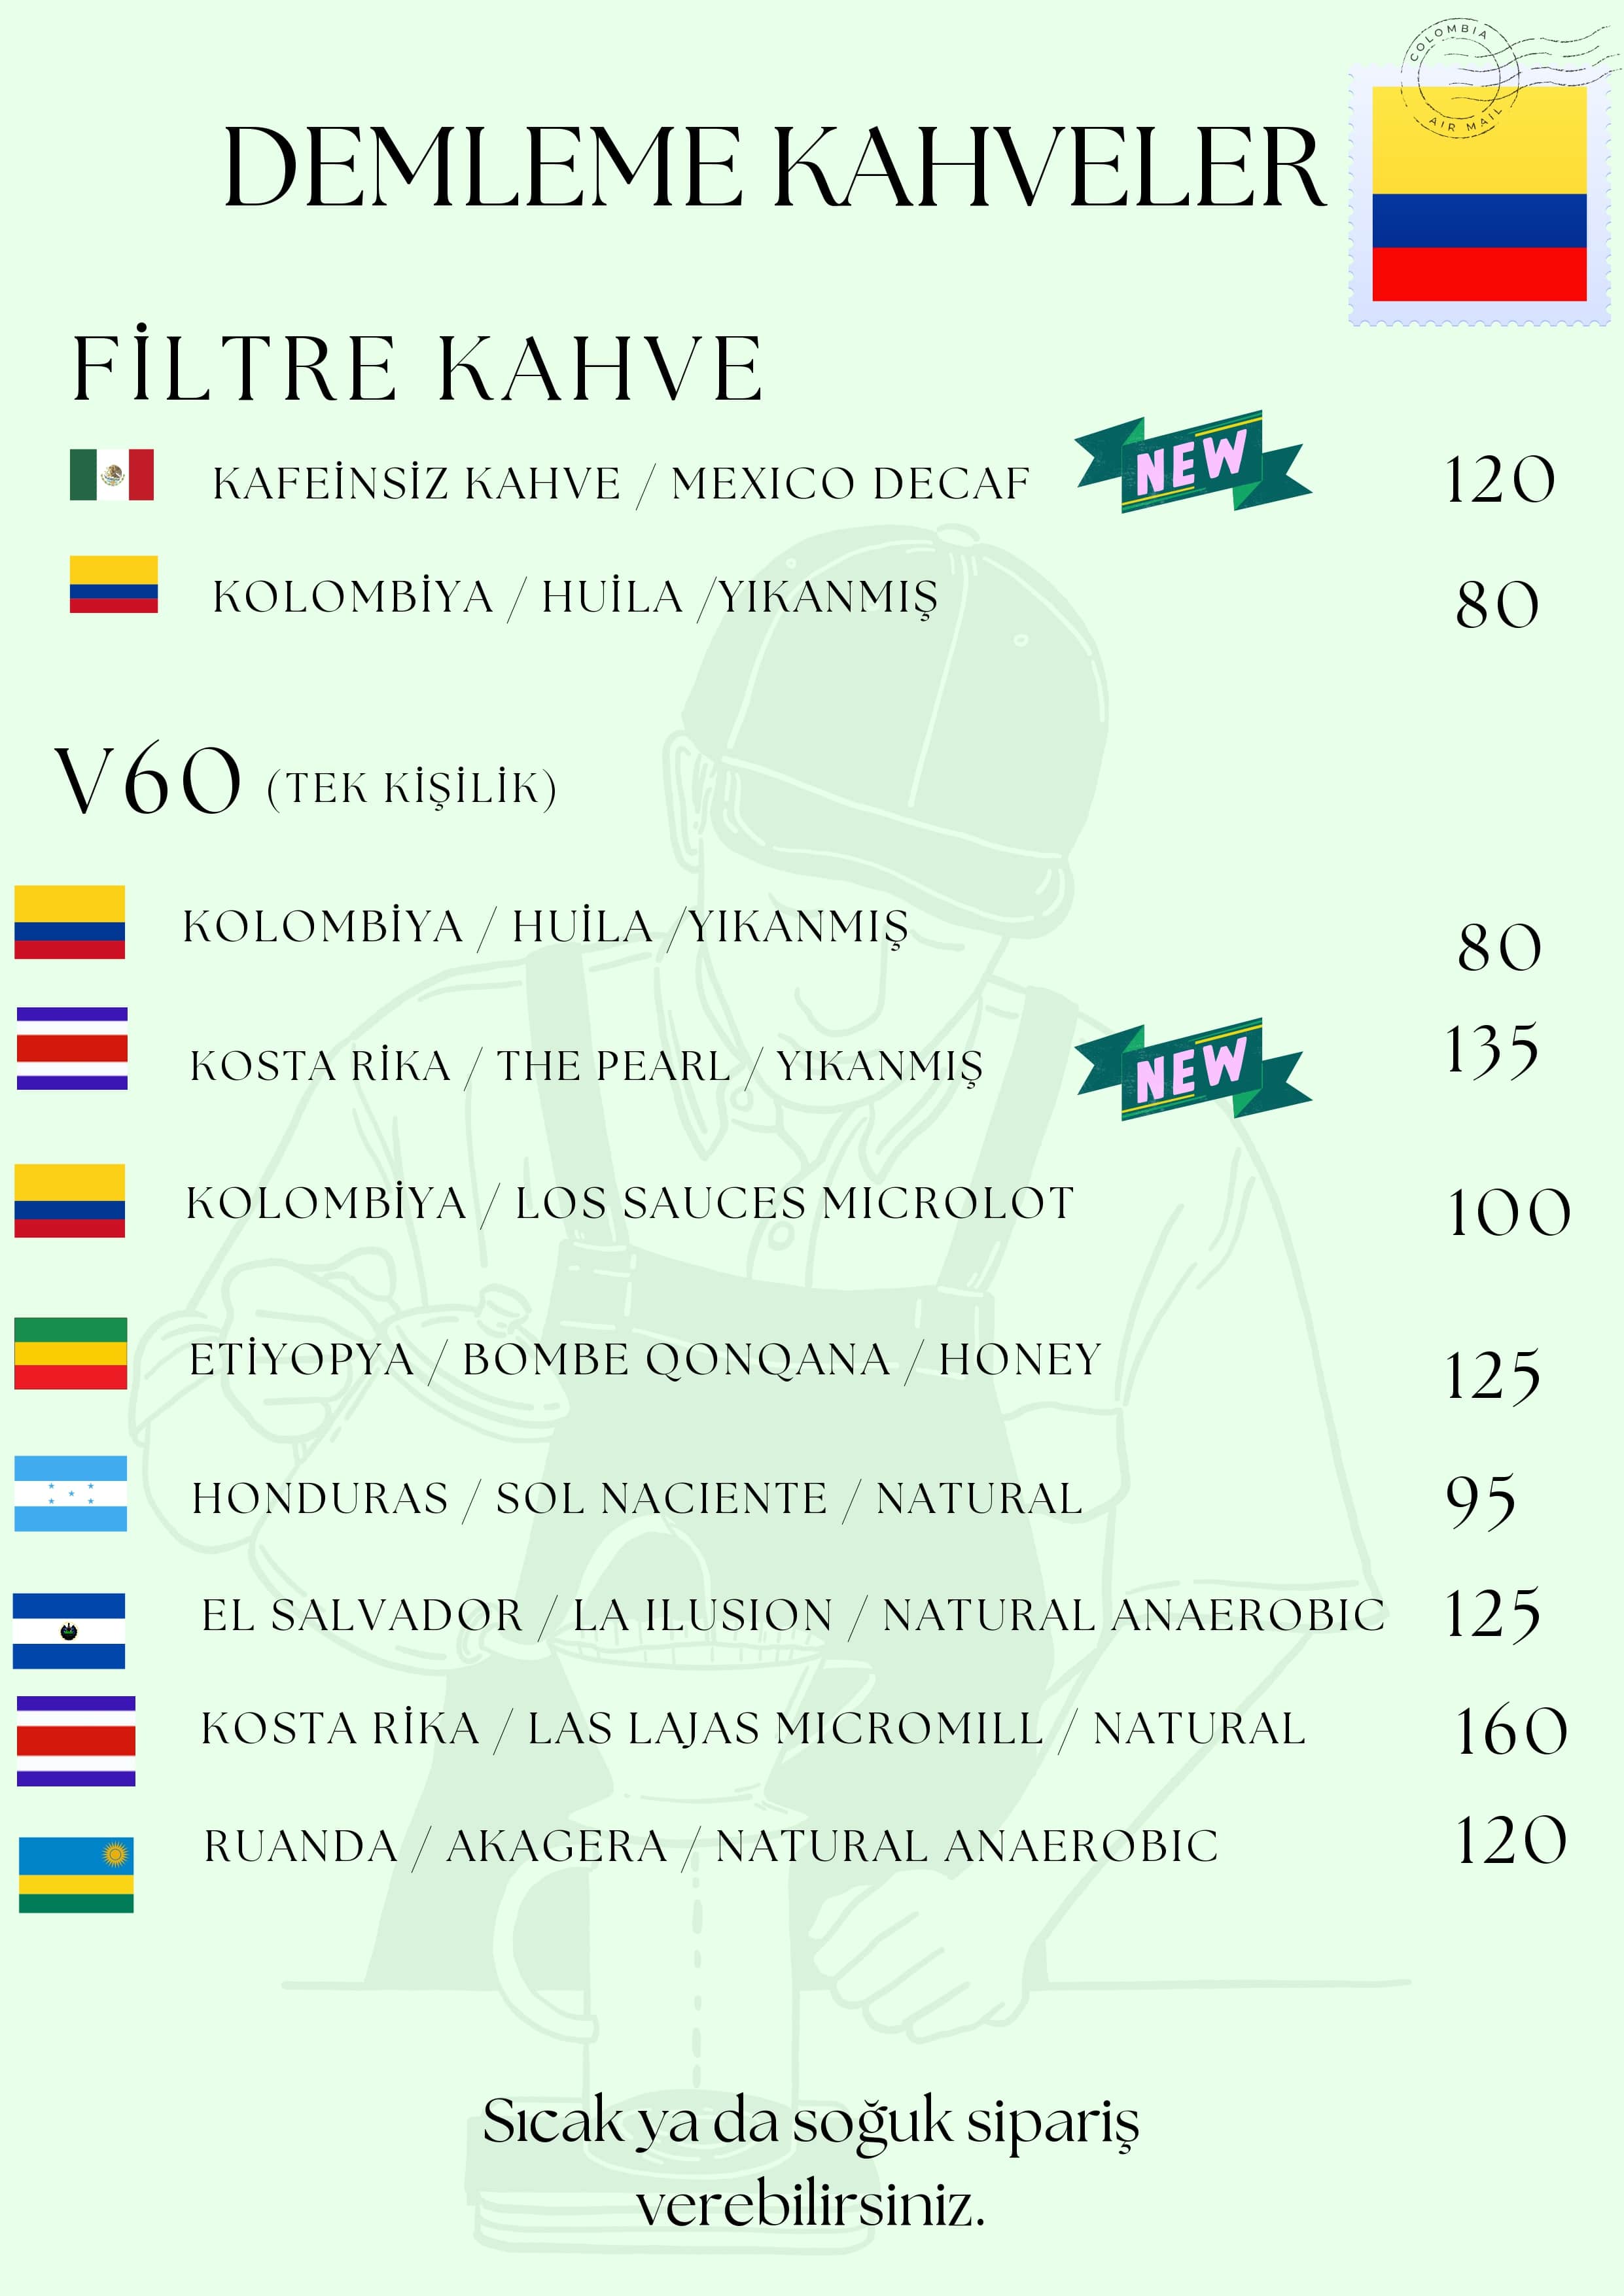 COLOMBIA
AIR MAIL
DEMLEME KAHVELER
FİLTRE KAHVE
KAFEİNSİZ KAHVE / MEXICO DECAF NEW 120
KOLOMBİYA / HUİLA /YIKANMIŞ 80
V60 (TEK KİŞİLİK)
KOLOMBİYA / HUİLA /YIKANMIŞ 80
KOSTA RİKA / THE PEARL / YIKANMIŞ NEW 135
KOLOMBİYA / LOS SAUCES MICROLOT 100
ETİYOPYA / BOMBE QONQANA / HONEY 125
HONDURAS / SOL NACIENTE / NATURAL 95
EL SALVADOR / LA ILUSION / NATURAL ANAEROBIC 125
KOSTA RİKA / LAS LAJAS MICROMILL / NATURAL 160
RUANDA / AKAGERA / NATURAL ANAEROBIC 120
Sıcak ya da soğuk sipariş
verebilirsiniz.